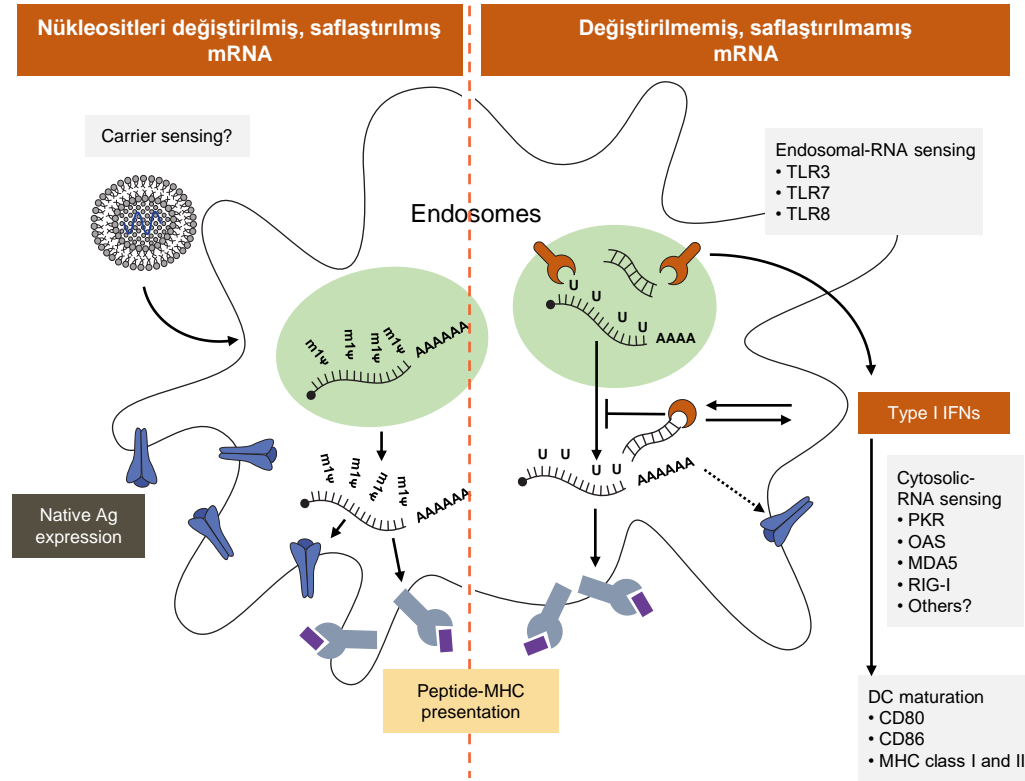 Nükleositleri değiştirilmiş, saflaştırılmış
mRNA
Değiştirilmemiş, saflaştırılmamış
mRNA
Carrier sensing?
Endosomal-RNA sensing
• TLR3
• TLR7
• TLR8
Endosomes
U
U
U
U
AAAA
m1Ψ
m1Ψ
m1Ψ
m1Ψ
AAAAAA
Type I IFNs
m1Ψ
m1Ψ
m1Ψ
m1Ψ
AAAAAA
U
U
U
U
AAAAAA
Native Ag
expression
Cytosolic-
RNA sensing
• PKR
• OAS
• MDA5
• RIG-I
• Others?
Peptide-MHC
presentation
DC maturation
• CD80
• CD86
• MHC class I and II